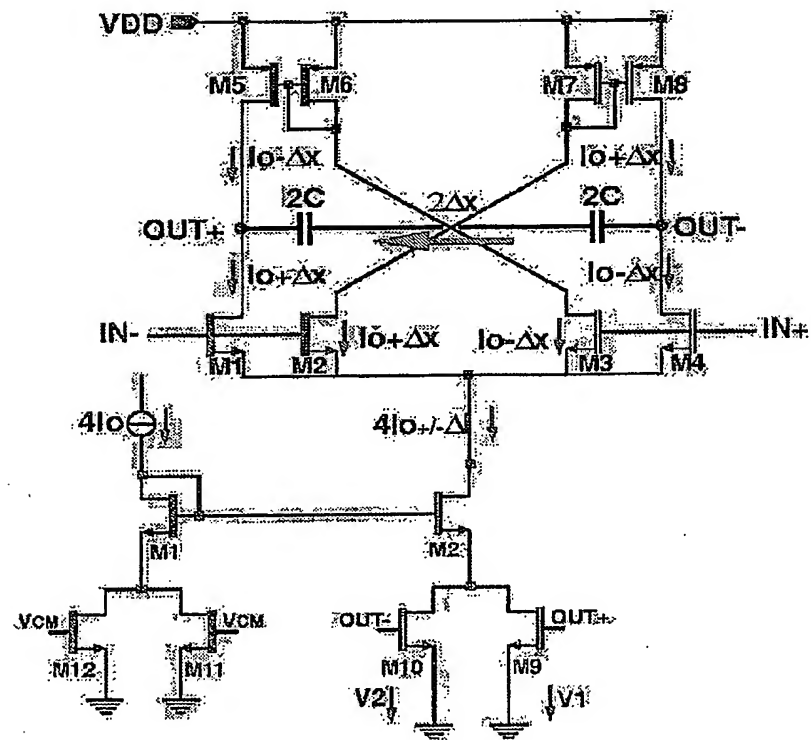 VDD
M5 M6 M7 M8
Io-Δx Io+Δx
2C 2Δx 2C
OUT+ OUT-
Io+Δx Io-Δx
IN- Io+Δx Io-Δx IN+
M1 M2 M3 M4
4Io 4Io+/-Δ
M1 M2
VCM VCM OUT- OUT+
M12 M11 M10 M9
V2 V1